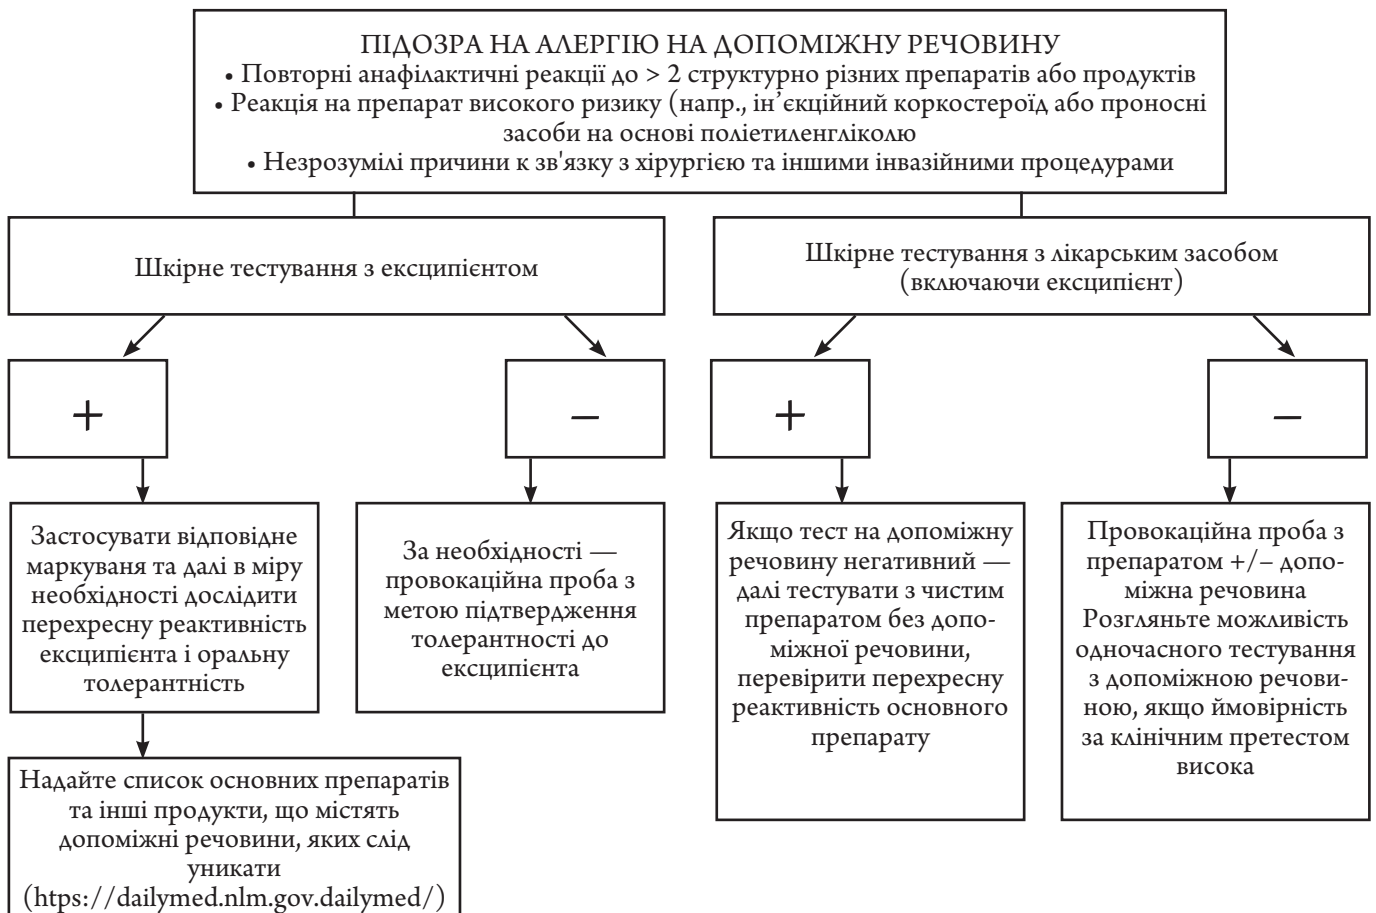 ПІДОЗРА НА АЛЕРГІЮ НА ДОПОМІЖНУ РЕЧОВИНУ
• Повторні анафілактичні реакції до > 2 структурно різних препаратів або продуктів
• Реакція на препарат високого ризику (напр., ін’єкційний коркостероїд або проносні
засоби на основі поліетиленгліколю
• Незрозумілі причини к зв'язку з хірургією та іншими інвазійними процедурами
Шкірне тестування з ексципієнтом
Шкірне тестування з лікарським засобом
(включаючи ексципієнт)
+
–
+
–
Застосувати відповідне
маркуваня та далі в міру
необхідності дослідити
перехресну реактивність
ексципієнта і оральну
толерантність
За необхідності —
провокаційна проба з
метою підтвердження
толерантності до
ексципієнта
Якщо тест на допоміжну
речовину негативний —
далі тестувати з чистим
препаратом без допо-
міжної речовини,
перевірити перехресну
реактивність основного
препарату
Провокаційна проба з
препаратом +/– допо-
міжна речовина
Розгляньте можливість
одночасного тестування
з допоміжною речови-
ною, якщо ймовірність
за клінічним претестом
висока
Надайте список основних препаратів
та інші продукти, що містять
допоміжні речовини, яких слід
уникати
(htps://dailymed.nlm.gov.dailymed/)